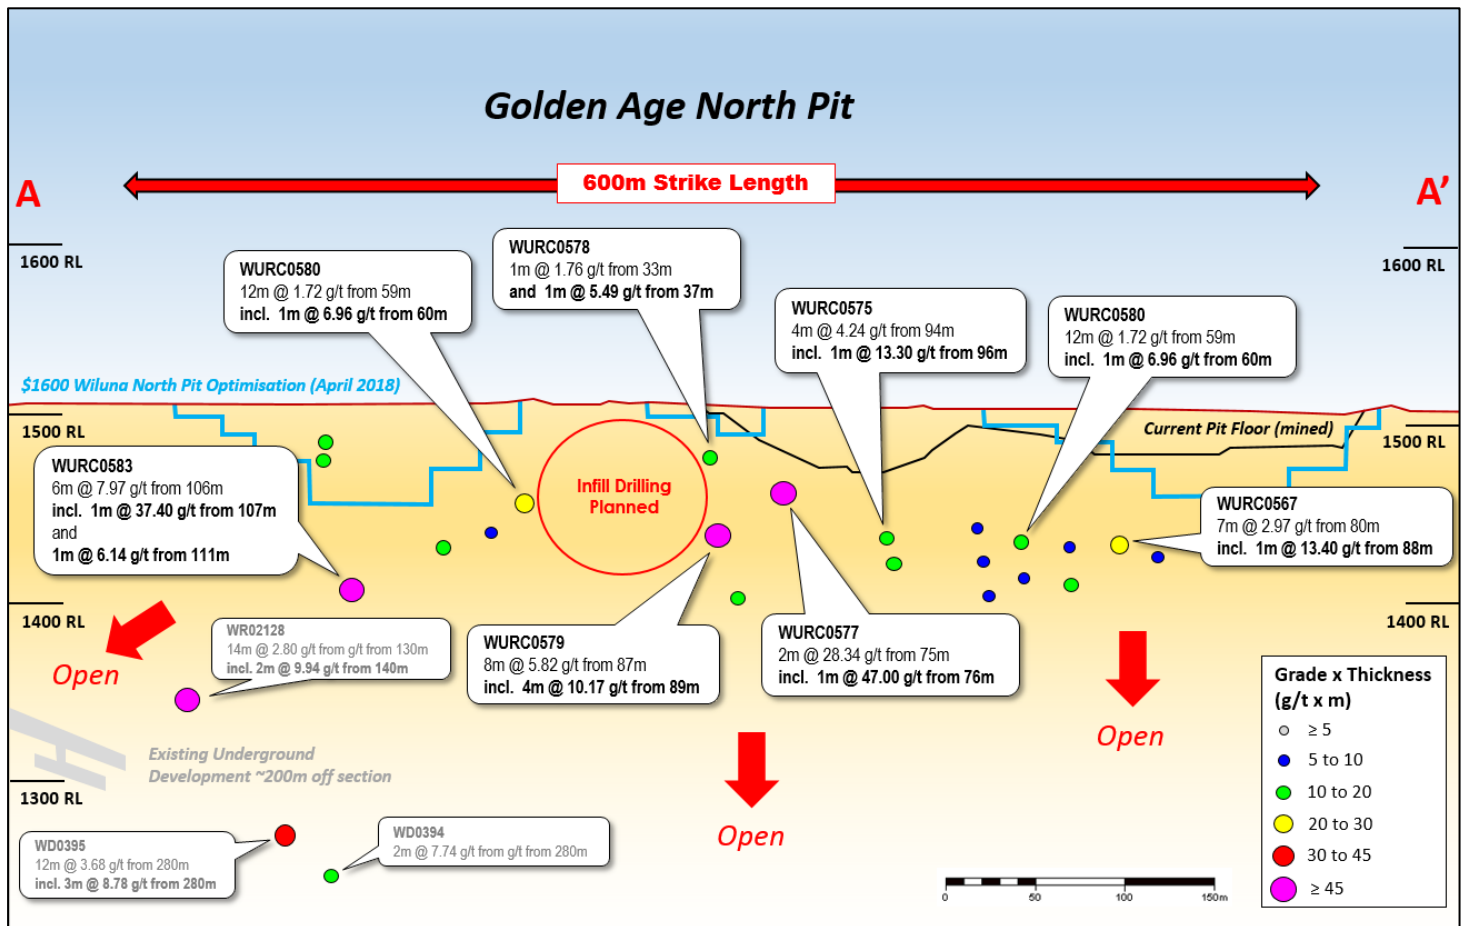 Golden Age North Pit
600m Strike Length
A
A’
1600 RL
1600 RL
WURC0580
12m @ 1.72 g/t from 59m
incl. 1m @ 6.96 g/t from 60m
WURC0578
1m @ 1.76 g/t from 33m
and 1m @ 5.49 g/t from 37m
WURC0575
4m @ 4.24 g/t from 94m
incl. 1m @ 13.30 g/t from 96m
WURC0580
12m @ 1.72 g/t from 59m
incl. 1m @ 6.96 g/t from 60m
$1600 Wiluna North Pit Optimisation (April 2018)
1500 RL
1500 RL
Current Pit Floor (mined)
WURC0583
6m @ 7.97 g/t from 106m
incl. 1m @ 37.40 g/t from 107m
and
1m @ 6.14 g/t from 111m
Infill Drilling
Planned
WURC0567
7m @ 2.97 g/t from 80m
incl. 1m @ 13.40 g/t from 88m
1400 RL
1400 RL
WR02128
14m @ 2.80 g/t from g/t from 130m
incl. 2m @ 9.94 g/t from 140m
WURC0579
8m @ 5.82 g/t from 87m
incl. 4m @ 10.17 g/t from 89m
WURC0577
2m @ 28.34 g/t from 75m
incl. 1m @ 47.00 g/t from 76m
Open
Open
Open
Existing Underground
Development ~200m off section
1300 RL
WD0395
12m @ 3.68 g/t from 280m
incl. 3m @ 8.78 g/t from 280m
WD0394
2m @ 7.74 g/t from g/t from 280m
Grade x Thickness
(g/t x m)
≥ 5
5 to 10
10 to 20
20 to 30
30 to 45
≥ 45
0 50 100 150m